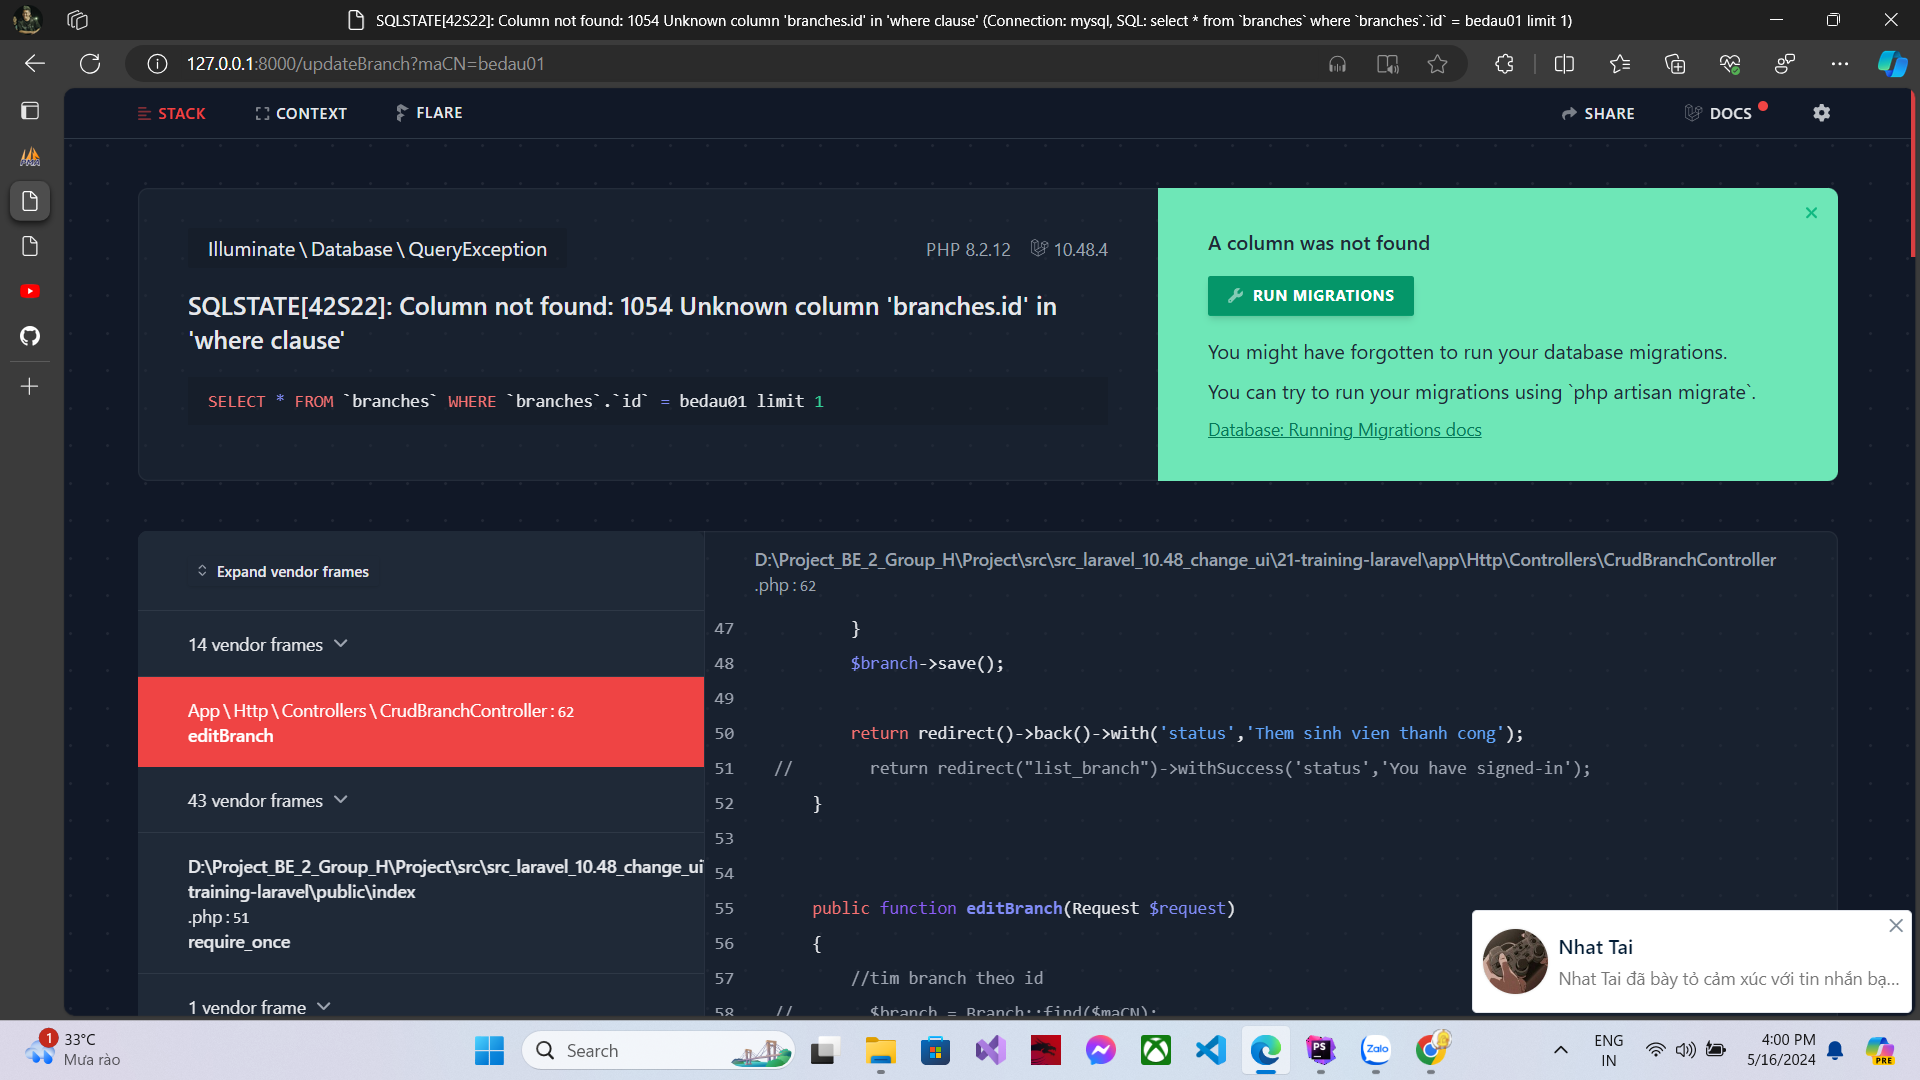 SQLSTATE[42S22]: Column not found: 1054 Unknown column 'branches.id' in 'where clause' (Connection: mysql, SQL: select * from `branches` where `branches`.`id` = bedau01 limit 1)
127.0.0.1:8000/updateBranch?maCN=bedau01
STACK
CONTEXT
FLARE
SHARE
DOCS
Illuminate\Database\QueryException
PHP 8.2.12
10.48.4
SQLSTATE[42S22]: Column not found: 1054 Unknown column 'branches.id' in
'where clause'
SELECT * FROM `branches` WHERE `branches`.`id` = bedau01 limit 1
A column was not found
RUN MIGRATIONS
You might have forgotten to run your database migrations.
You can try to run your migrations using `php artisan migrate`.
Database: Running Migrations docs
Expand vendor frames
14 vendor frames
App\Http\Controllers\CrudBranchController:62
editBranch
43 vendor frames
D:\Project_BE_2_Group_H\Project\src\src_laravel_10.48_change_ui
training-laravel\public\index
.php:51
require_once
1 vendor frame
D:\Project_BE_2_Group_H\Project\src\src_laravel_10.48_change_ui\21-training-laravel\app\Http\Controllers\CrudBranchController
.php:62
47 }
48 $branch->save();
49
50 return redirect()->back()->with('status','Them sinh vien thanh cong');
51 // return redirect("list_branch")->withSuccess('status','You have signed-in');
52 }
53
54
55 public function editBranch(Request $request)
56 {
57 //tim branch theo id
58 // $branch = Branch::find($maCN);
Nhat Tai
Nhat Tai đã bày tỏ cảm xúc với tin nhắn bạ...
1
33°C
Mưa rào
Search
PS
Zalo
ENG
IN
4:00 PM
5/16/2024
PRE